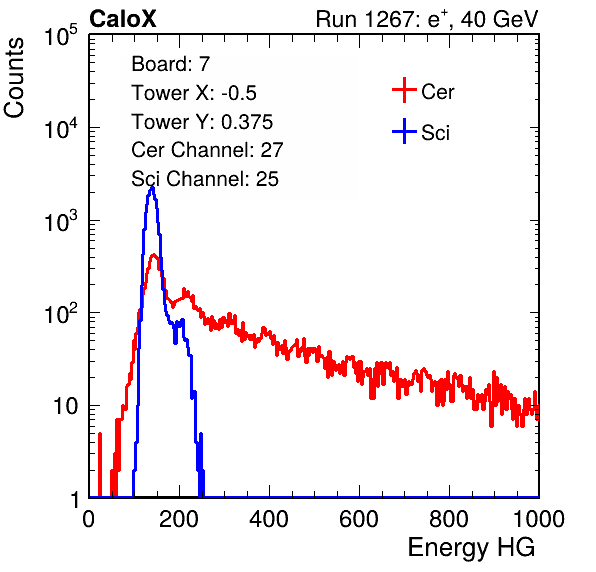 CaloX Run 1267: e⁺, 40 GeV
Counts
10⁵
10⁴
10³
10²
10
1
Board: 7
Tower X: -0.5
Tower Y: 0.375
Cer Channel: 27
Sci Channel: 25
Cer
Sci
0 200 400 600 800 1000
Energy HG